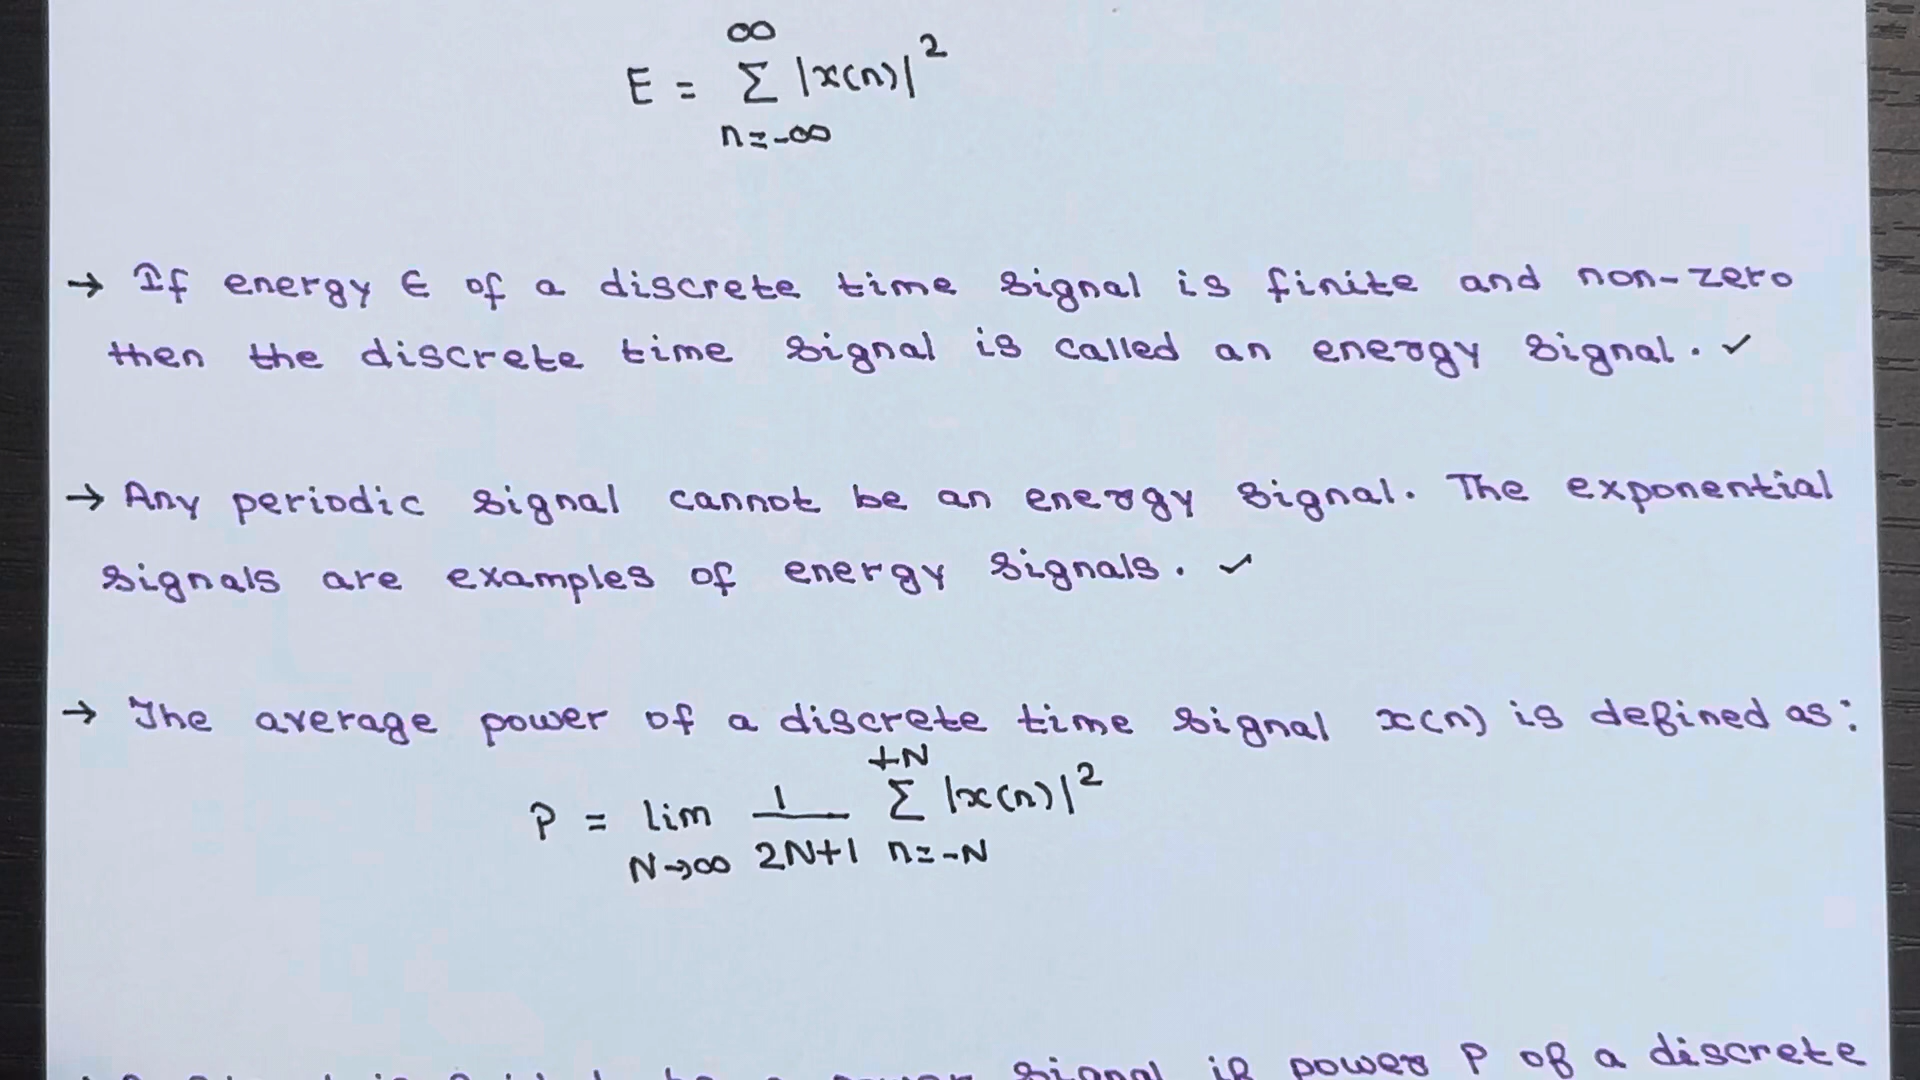 ∞
E = Σ |x(n)|²
n=-∞
→ If energy E of a discrete time signal is finite and non-zero
then the discrete time signal is called an energy signal. ✓
→ Any periodic signal cannot be an energy signal. The exponential
signals are examples of energy signals. ✓
→ The average power of a discrete time signal x(n) is defined as:
+N
P = lim 1 Σ |x(n)|²
N→∞ 2N+1 n=-N
signal if power P of a discrete